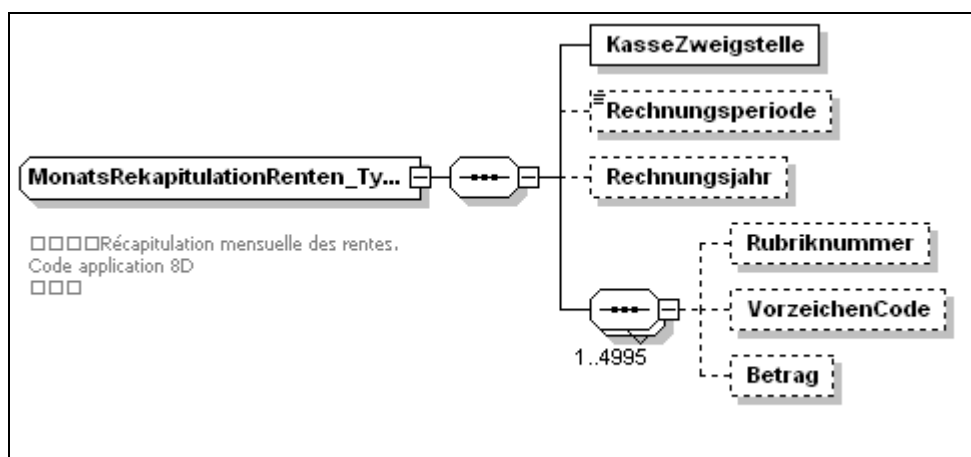 KasseZweigstelle
Rechnungsperiode
MonatsRekapitulationRenten_Ty...
Rechnungsjahr
□□□□Récapitulation mensuelle des rentes.
Code application 8D
□□□
Rubriknummer
VorzeichenCode
1..4995
Betrag